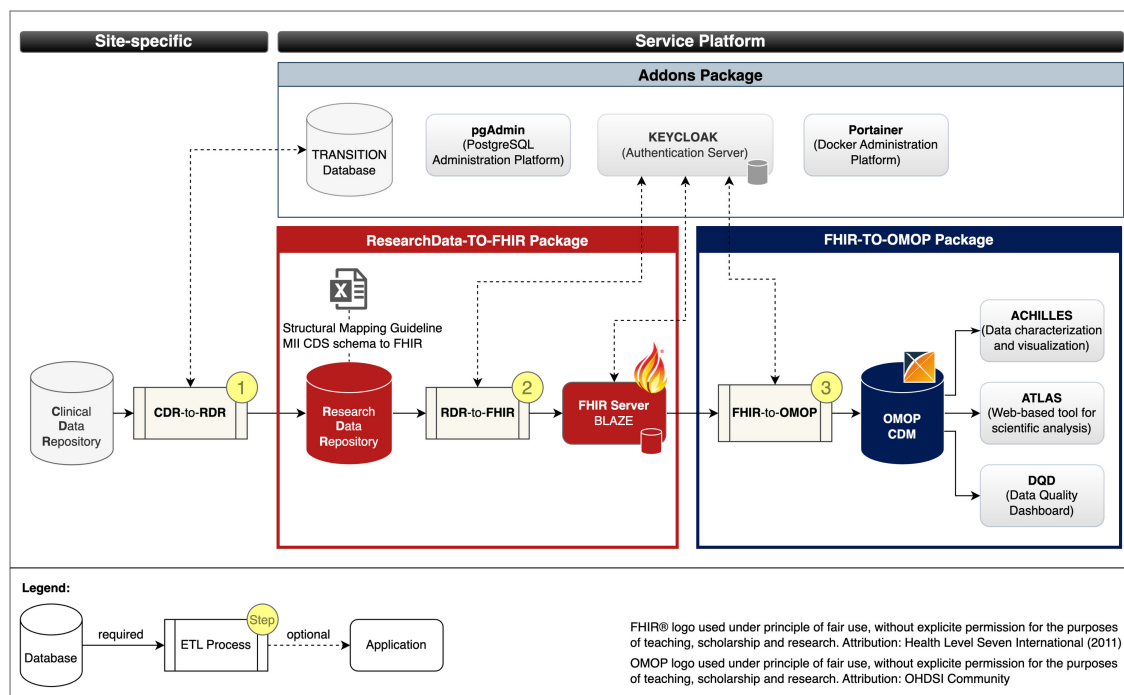 Site-specific
Service Platform
Addons Package
TRANSITION
Database
pgAdmin
(PostgreSQL
Administration Platform)
KEYCLOAK
(Authentication Server)
Portainer
(Docker Administration
Platform)
ResearchData-TO-FHIR Package
FHIR-TO-OMOP Package
X
Structural Mapping Guideline
MII CDS schema to FHIR
ACHILLES
(Data characterization
and visualization)
Clinical
Data
Repository
1
CDR-to-RDR
Research
Data
Repository
2
RDR-to-FHIR
®
FHIR Server
BLAZE
3
FHIR-to-OMOP
OMOP
CDM
ATLAS
(Web-based tool for
scientific analysis)
DQD
(Data Quality
Dashboard)
Legend:
Database
required
ETL Process
Step
optional
Application
FHIR® logo used under principle of fair use, without explicite permission for the purposes
of teaching, scholarship and research. Attribution: Health Level Seven International (2011)
OMOP logo used under principle of fair use, without explicite permission for the purposes
of teaching, scholarship and research. Attribution: OHDSI Community